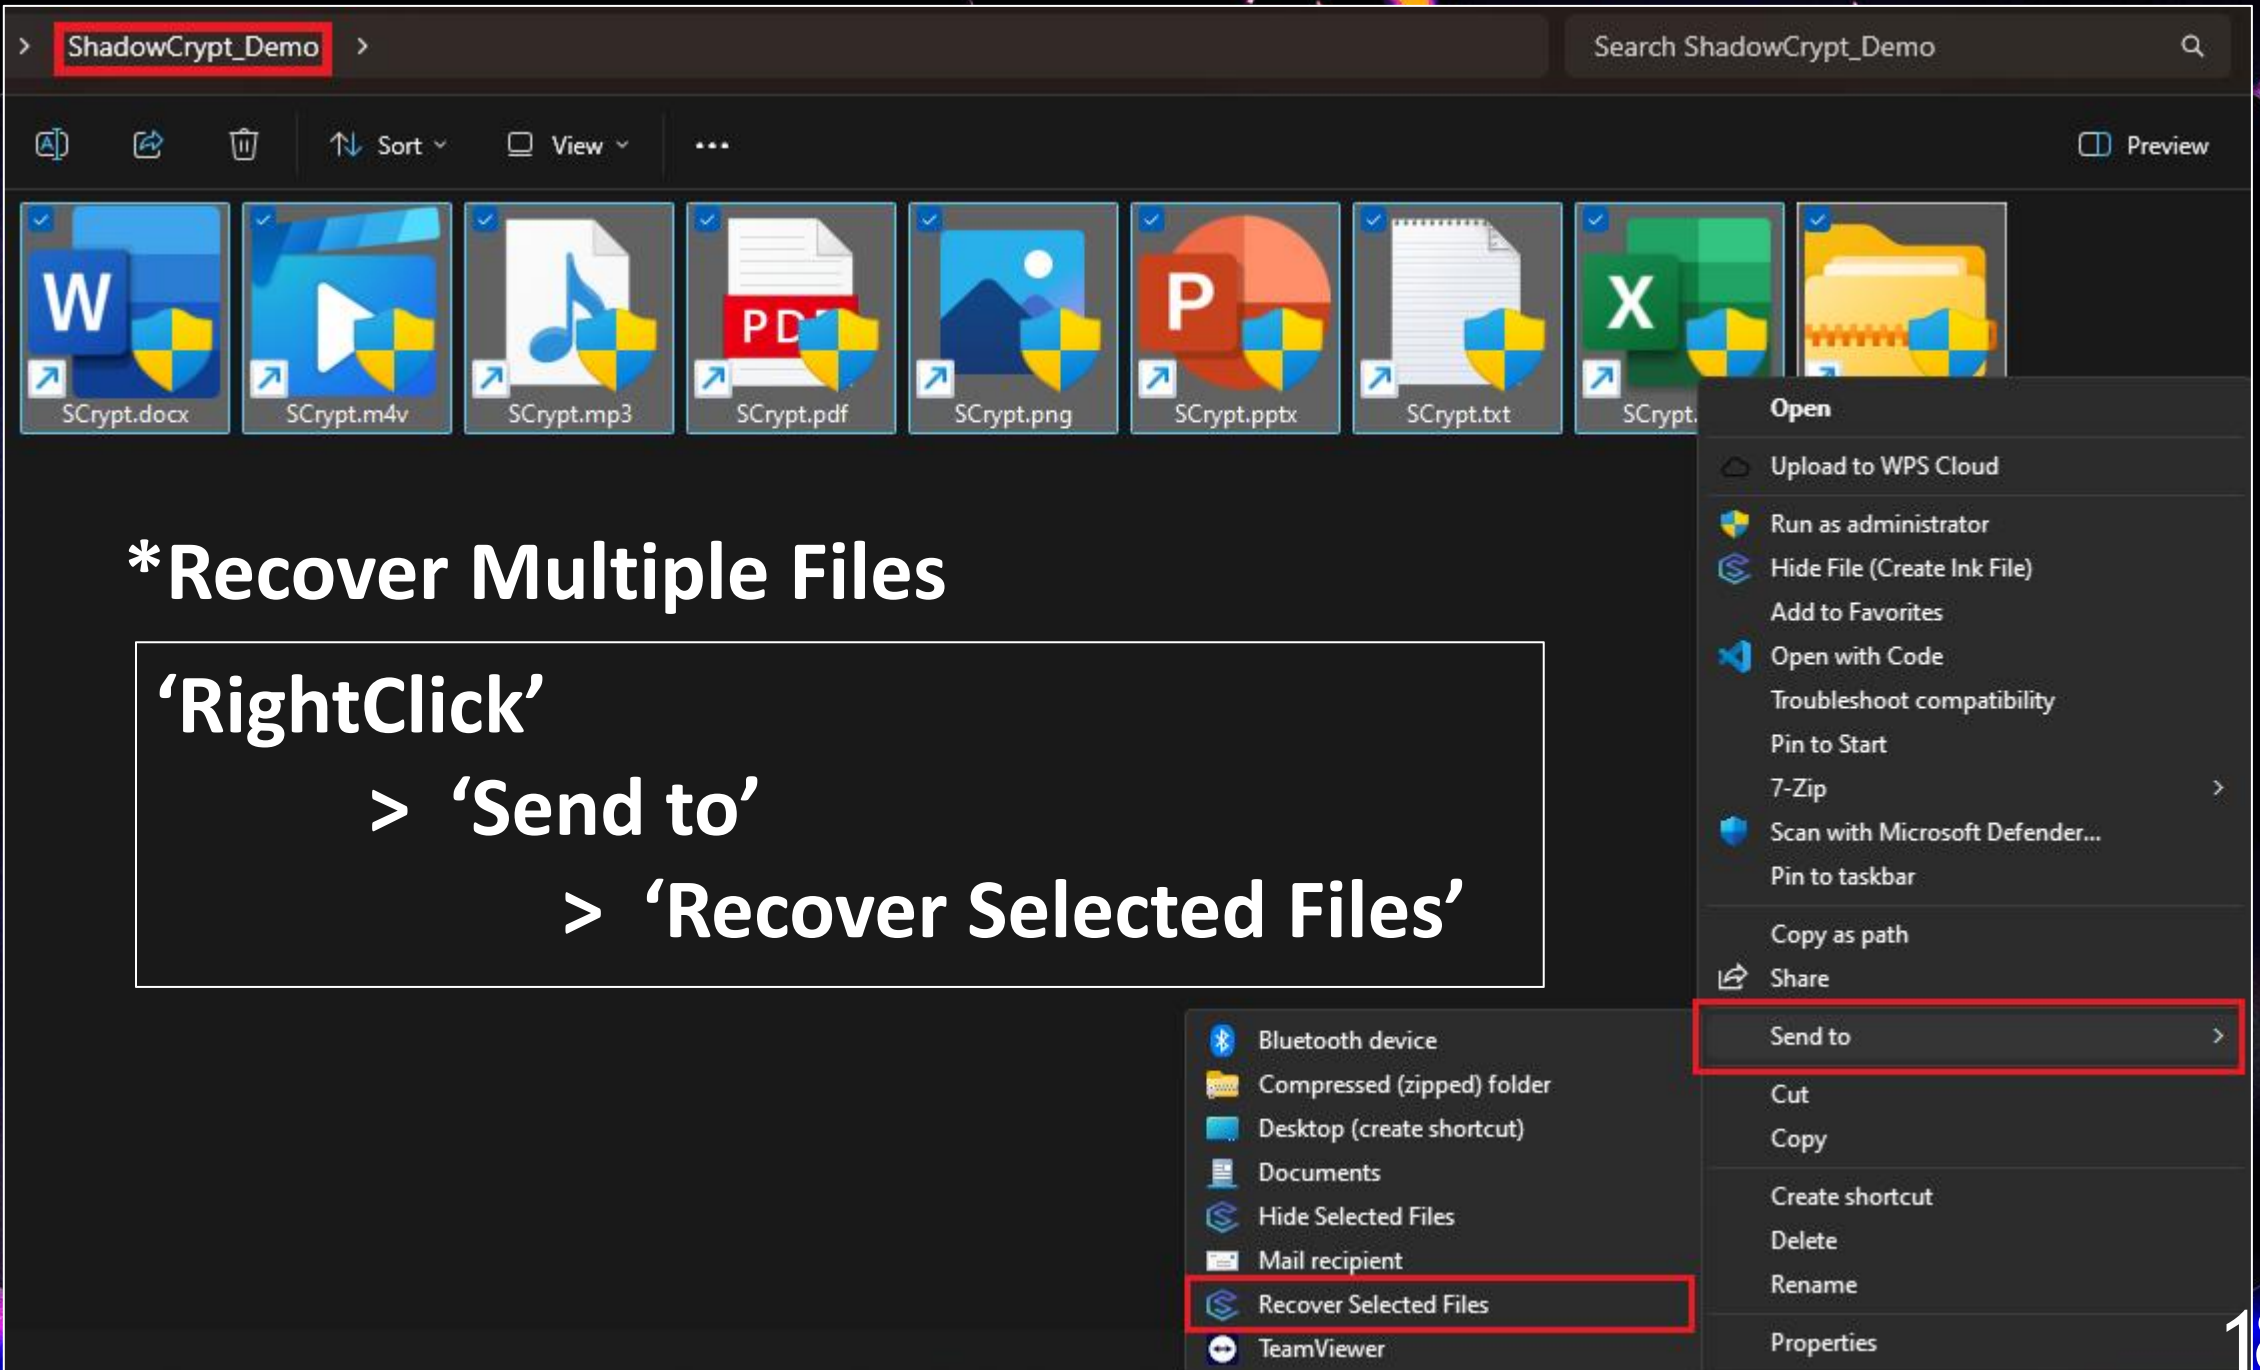 ShadowCrypt_Demo
Search ShadowCrypt_Demo
Sort
View
Preview
W
PDF
P
X
SCrypt.docx
SCrypt.m4v
SCrypt.mp3
SCrypt.pdf
SCrypt.png
SCrypt.pptx
SCrypt.txt
SCrypt.
*Recover Multiple Files
‘RightClick’
> ‘Send to’
> ‘Recover Selected Files’
Open
Upload to WPS Cloud
Run as administrator
Hide File (Create lnk File)
Add to Favorites
Open with Code
Troubleshoot compatibility
Pin to Start
7-Zip
Scan with Microsoft Defender...
Pin to taskbar
Copy as path
Share
Send to
Cut
Copy
Create shortcut
Delete
Rename
Properties
Bluetooth device
Compressed (zipped) folder
Desktop (create shortcut)
Documents
Hide Selected Files
Mail recipient
Recover Selected Files
TeamViewer